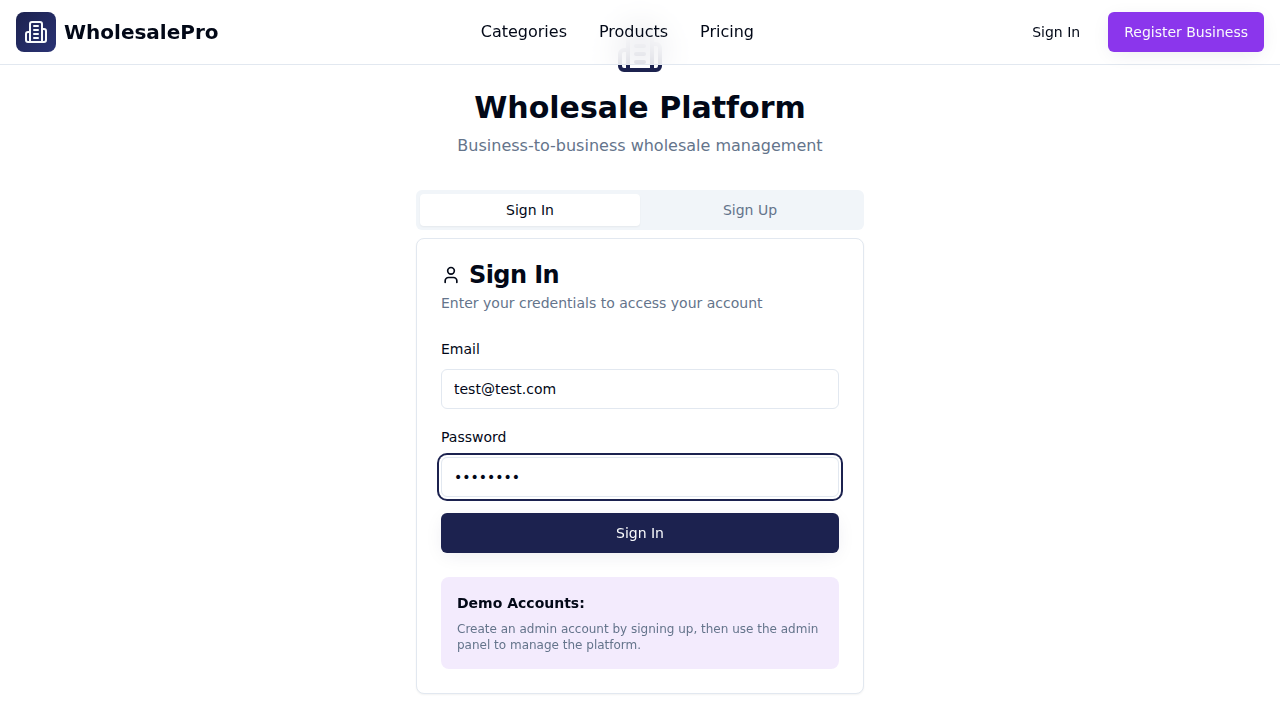 WholesalePro
Categories
Products
Pricing
Sign In
Register Business
Wholesale Platform
Business-to-business wholesale management
Sign In
Sign Up
Sign In
Enter your credentials to access your account
Email
test@test.com
Password
••••••••
Sign In
Demo Accounts:
Create an admin account by signing up, then use the admin
panel to manage the platform.